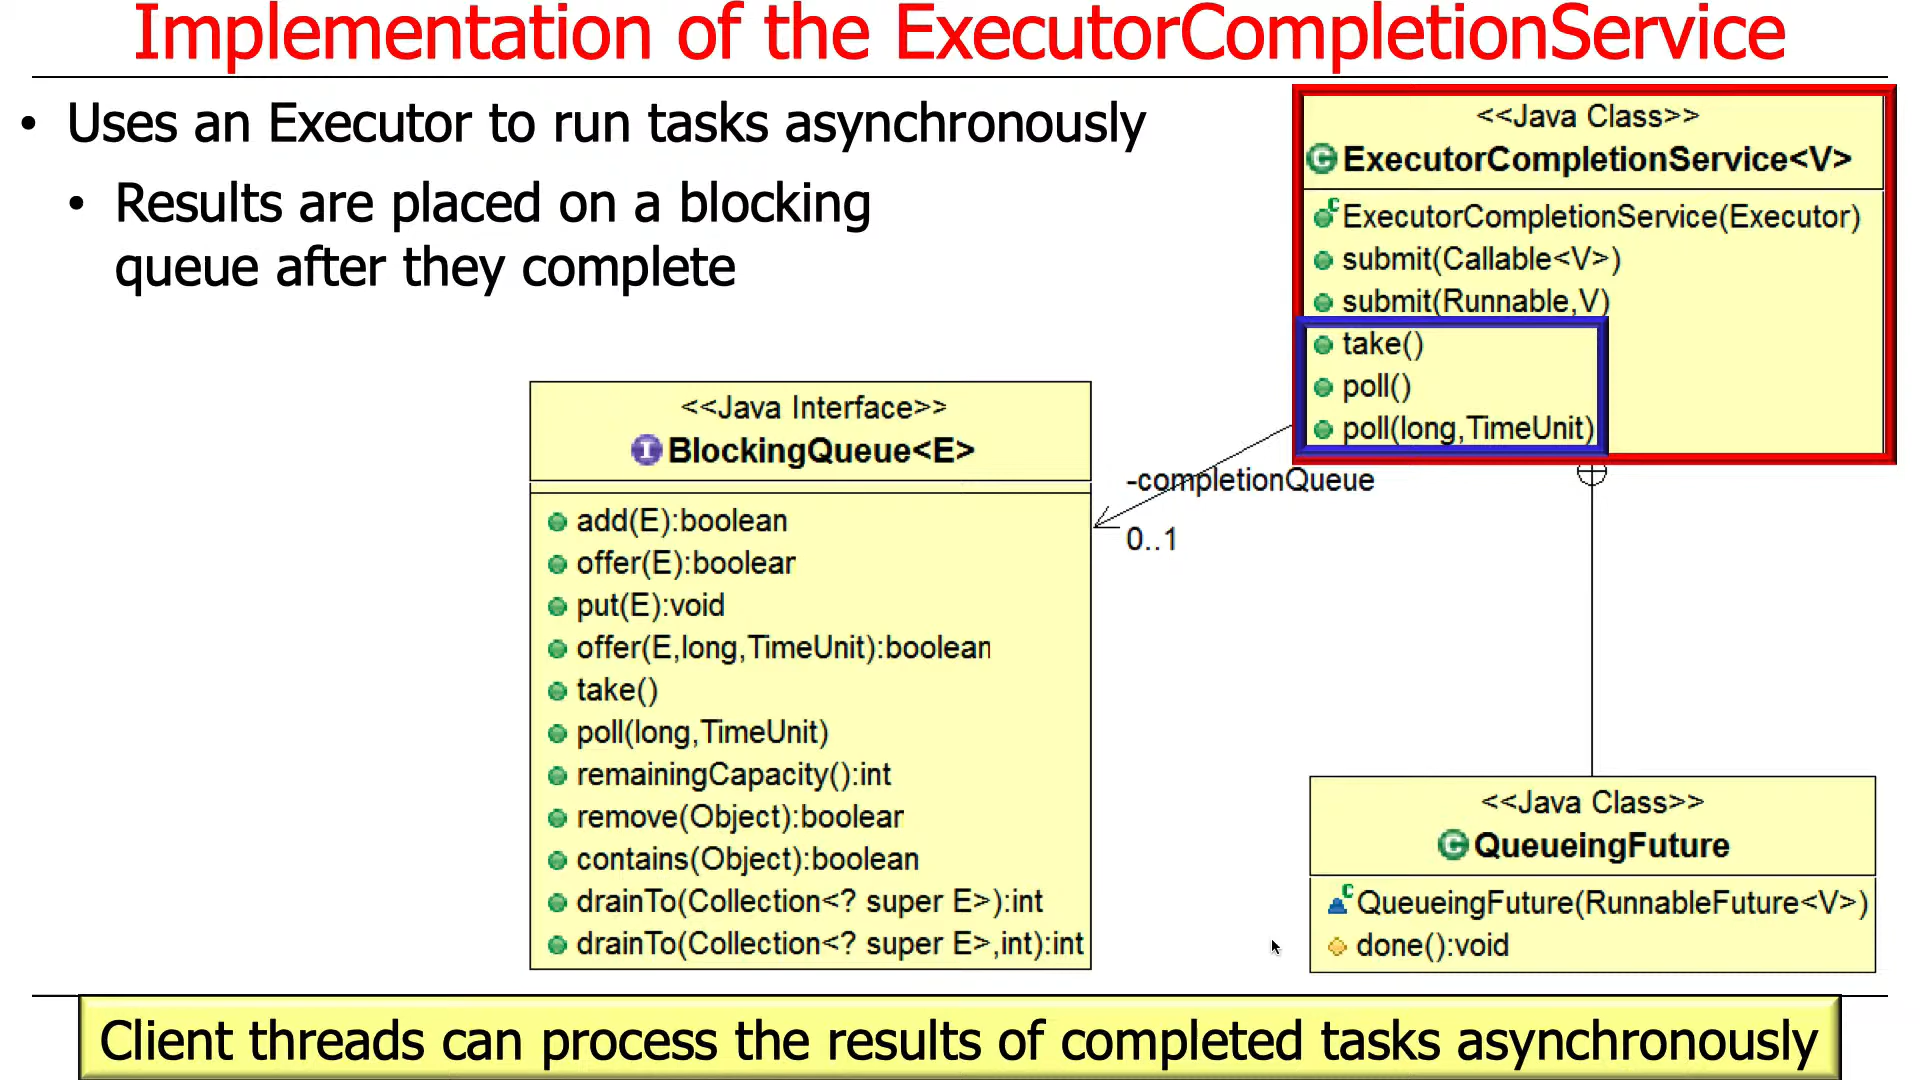 Implementation of the ExecutorCompletionService
• Uses an Executor to run tasks asynchronously
• Results are placed on a blocking
queue after they complete
<<Java Class>>
ExecutorCompletionService<V>
ExecutorCompletionService(Executor)
submit(Callable<V>)
submit(Runnable,V)
take()
poll()
poll(long,TimeUnit)
-completionQueue
0..1
<<Java Interface>>
BlockingQueue<E>
add(E):boolean
offer(E):boolear
put(E):void
offer(E,long,TimeUnit):boolean
take()
poll(long,TimeUnit)
remainingCapacity():int
remove(Object):boolear
contains(Object):boolean
drainTo(Collection<? super E>):int
drainTo(Collection<? super E>,int):int
<<Java Class>>
QueueingFuture
QueueingFuture(RunnableFuture<V>)
done():void
Client threads can process the results of completed tasks asynchronously